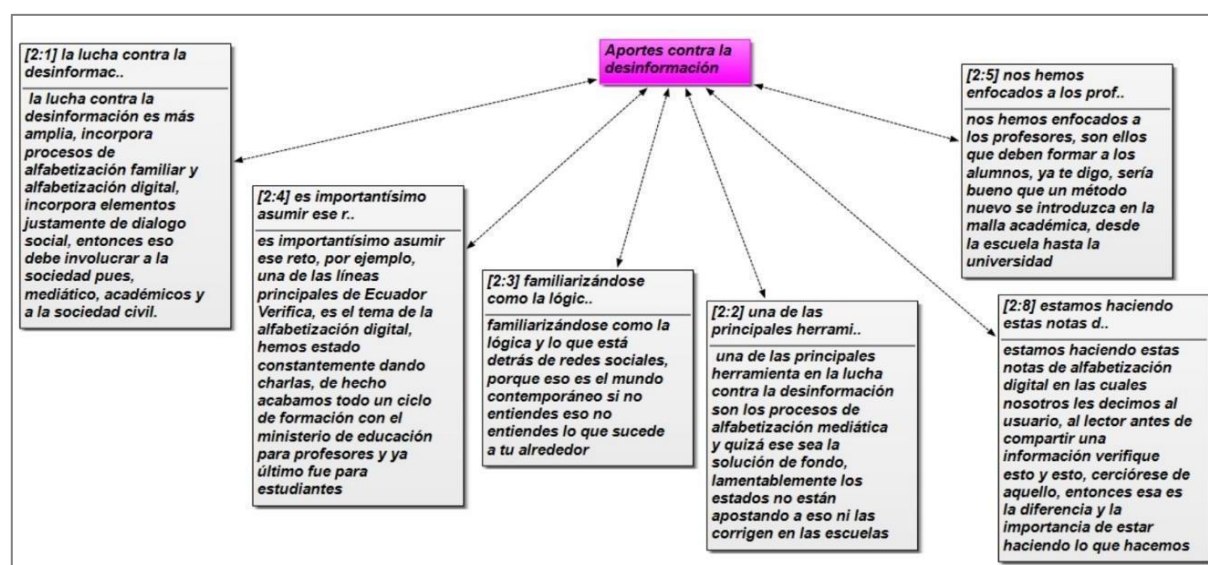 Aportes contra la
desinformación
[2:1] la lucha contra la
desinformac..
la lucha contra la
desinformación es más
amplia, incorpora
procesos de
alfabetización familiar y
alfabetización digital,
incorpora elementos
justamente de dialogo
social, entonces eso
debe involucrar a la
sociedad pues,
mediático, académicos y
a la sociedad civil.
[2:4] es importantísimo
asumir ese r..
es importantísimo asumir
ese reto, por ejemplo,
una de las líneas
principales de Ecuador
Verifica, es el tema de la
alfabetización digital,
hemos estado
constantemente dando
charlas, de hecho
acabamos todo un ciclo
de formación con el
ministerio de educación
para profesores y ya
último fue para
estudiantes
[2:3] familiarizándose
como la lógic..
familiarizándose como la
lógica y lo que está
detrás de redes sociales,
porque eso es el mundo
contemporáneo si no
entiendes eso no
entiendes lo que sucede
a tu alrededor
[2:2] una de las
principales herrami..
una de las principales
herramienta en la lucha
contra la desinformación
son los procesos de
alfabetización mediática
y quizá ese sea la
solución de fondo,
lamentablemente los
estados no están
apostando a eso ni las
corrigen en las escuelas
[2:5] nos hemos
enfocados a los prof..
nos hemos enfocados a
los profesores, son ellos
que deben formar a los
alumnos, ya te digo, sería
bueno que un método
nuevo se introduzca en la
malla académica, desde
la escuela hasta la
universidad
[2:8] estamos haciendo
estas notas d..
estamos haciendo estas
notas de alfabetización
digital en las cuales
nosotros les decimos al
usuario, al lector antes de
compartir una
información verifique
esto y esto, cerciórese de
aquello, entonces esa es
la diferencia y la
importancia de estar
haciendo lo que hacemos